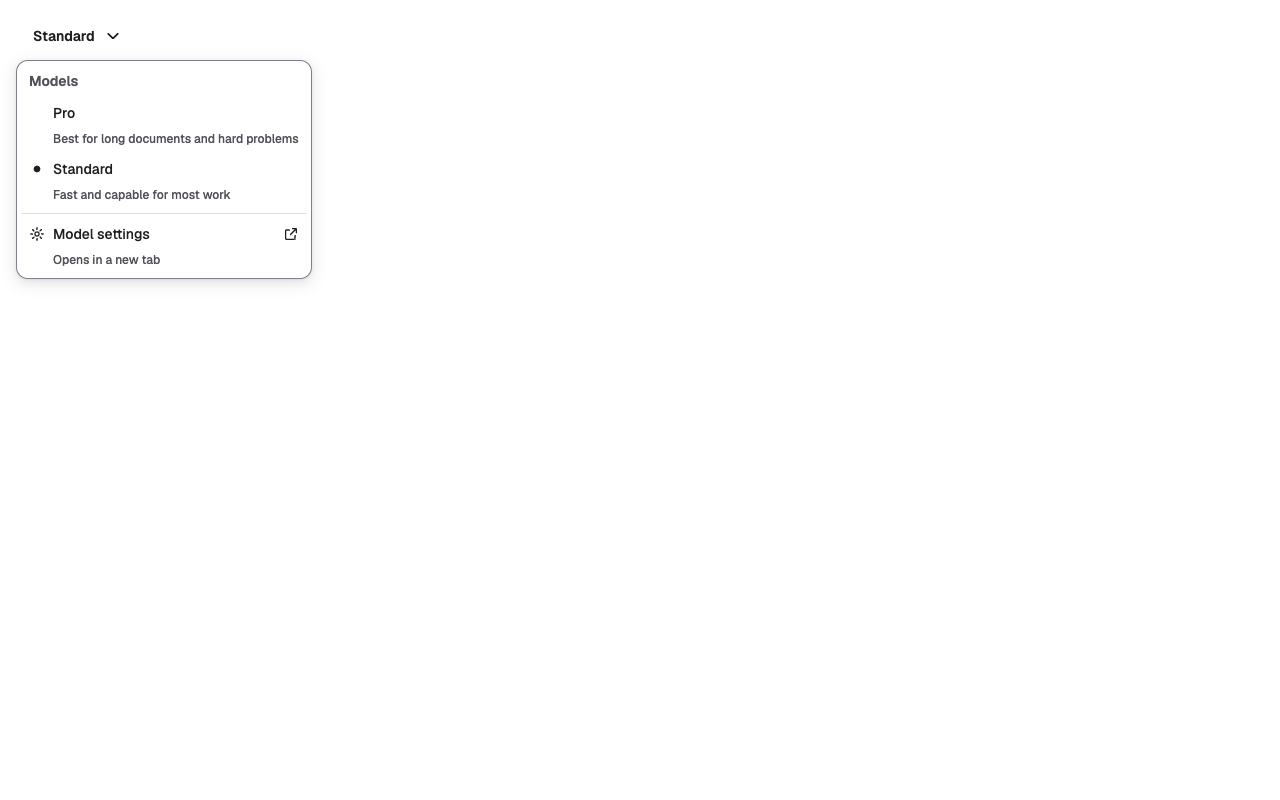 Standard
Models
Pro
Best for long documents and hard problems
Standard
Fast and capable for most work
Model settings
Opens in a new tab